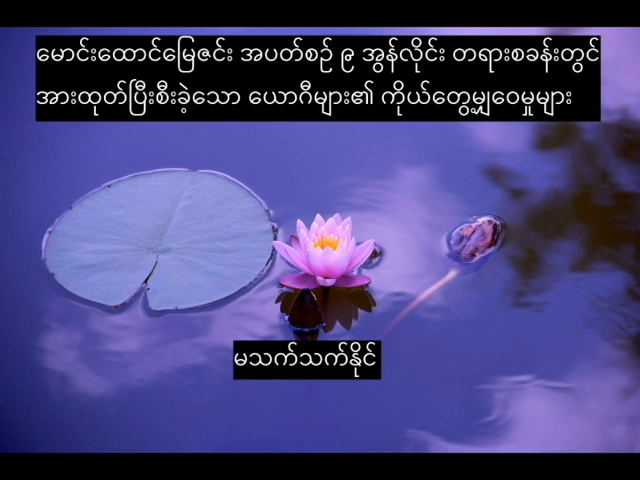 မောင်းထောင်မြေဇင်း အပတ်စဉ် ၉ အွန်လိုင်း တရားစခန်းတွင်
အားထုတ်ပြီးစီးခဲ့သော ယောဂီများ၏ ကိုယ်တွေ့မျှဝေမှုများ
မသက်သက်နိုင်